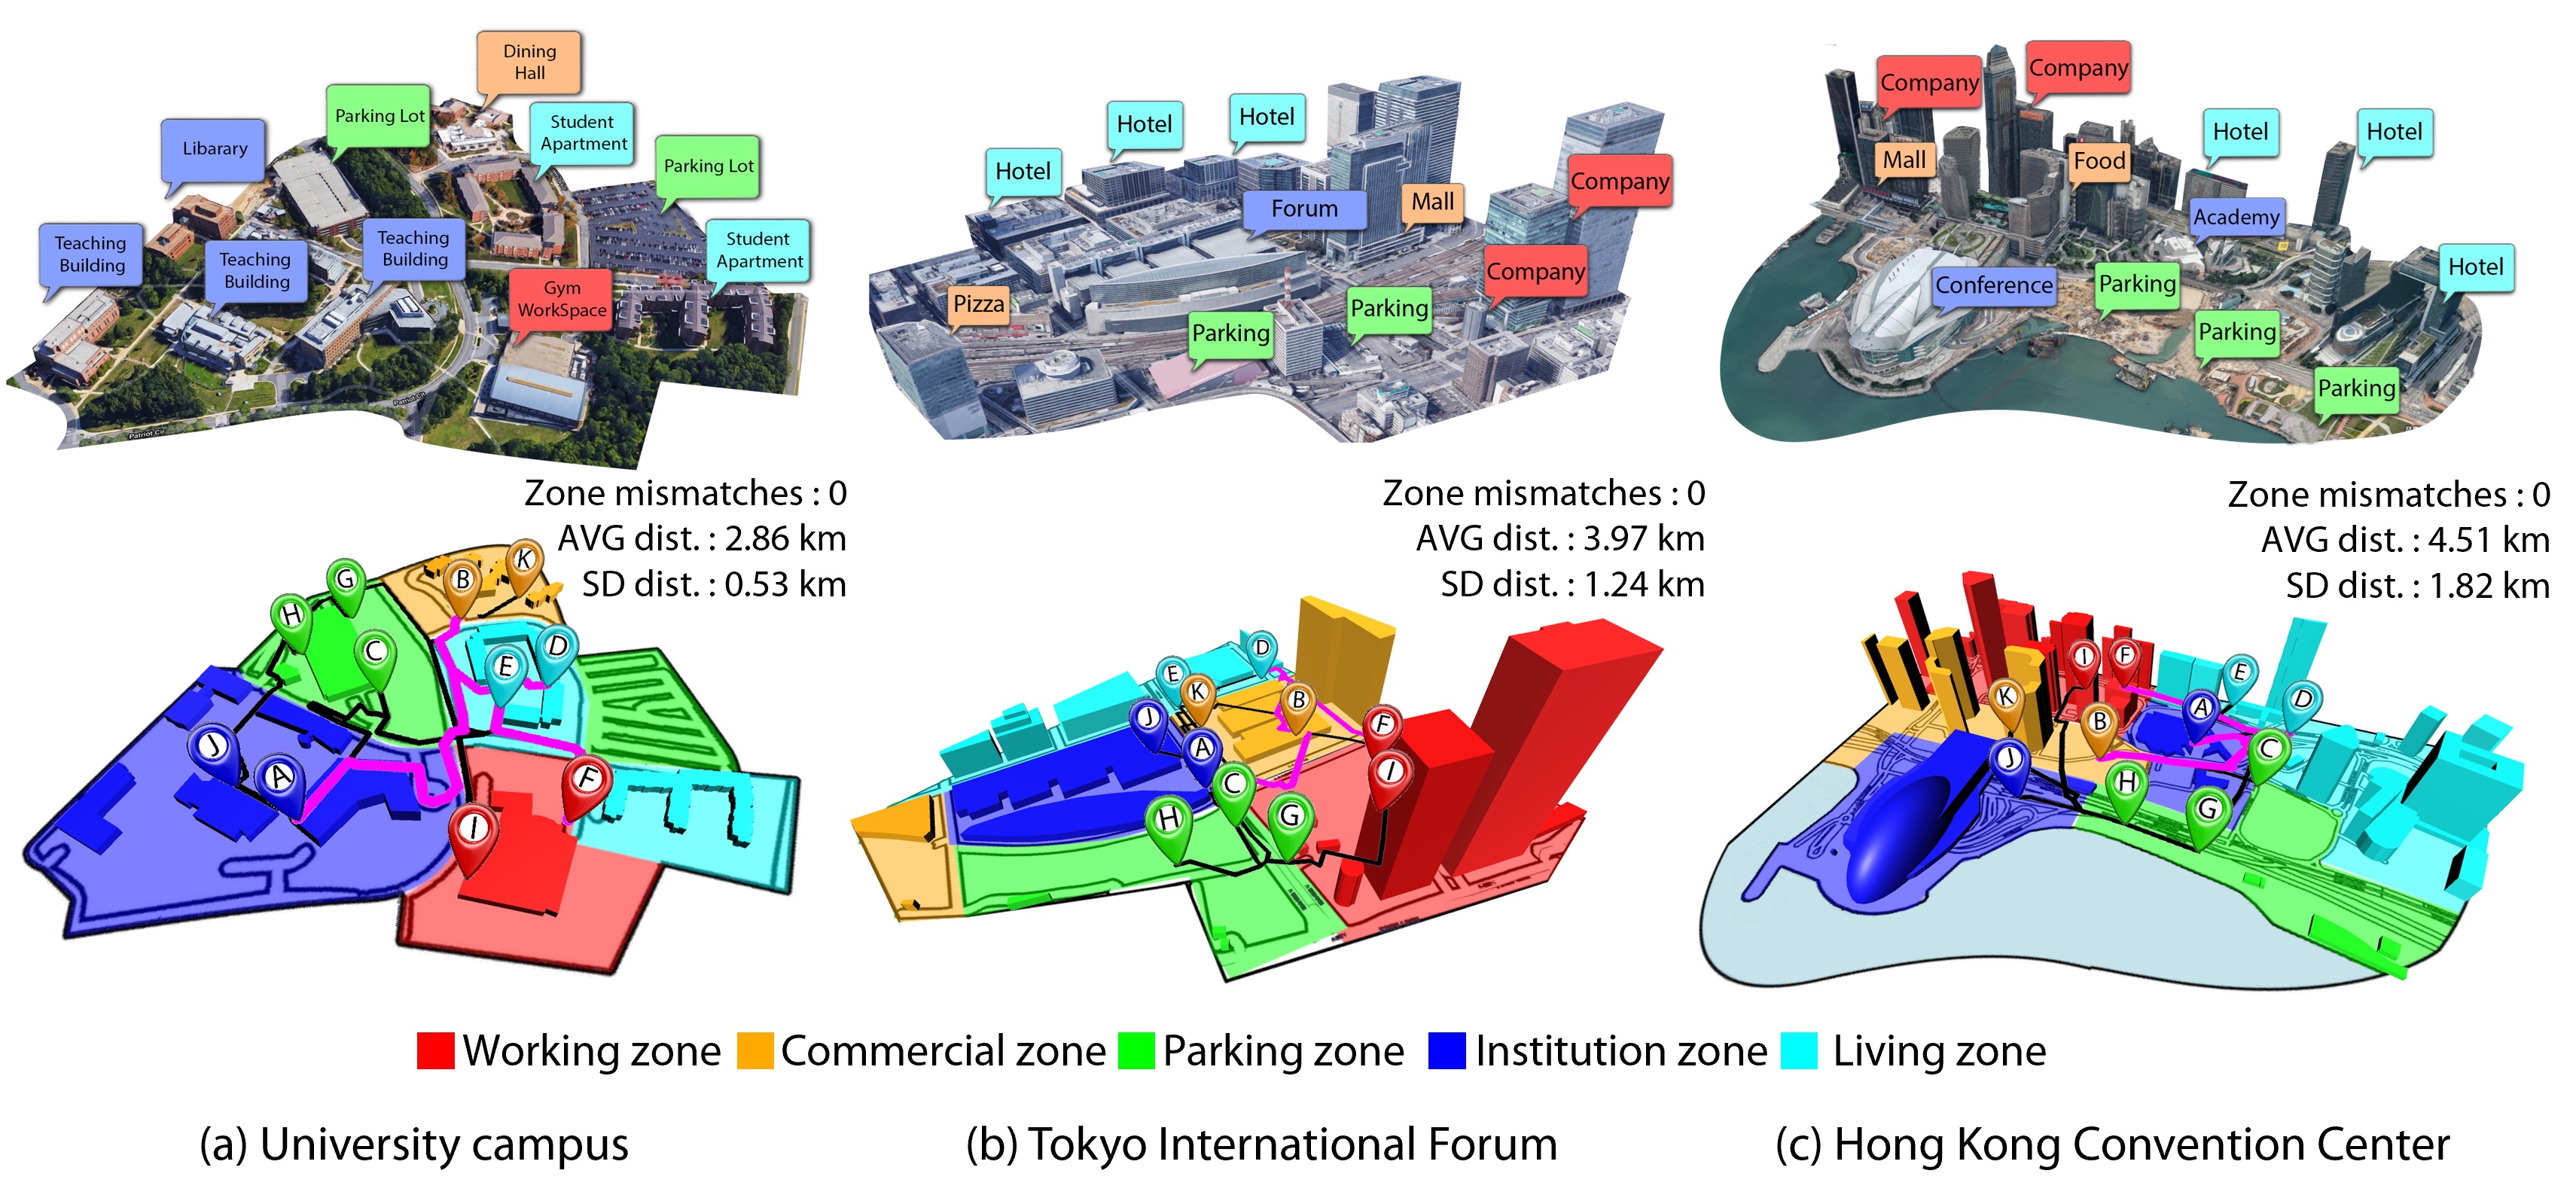 Dining
Hall
Parking Lot
Student
Apartment
Libarary
Parking Lot
Teaching
Building
Teaching
Building
Teaching
Building
Student
Apartment
Gym
WorkSpace
Patriot Cir
Patriot Cir
Hotel
Hotel
Hotel
Company
Forum
Mall
Company
Pizza
Parking
Parking
Company
Company
Mall
Food
Hotel
Hotel
Academy
Conference
Parking
Hotel
Parking
Parking
Zone mismatches : 0
AVG dist. : 2.86 km
SD dist. : 0.53 km
Zone mismatches : 0
AVG dist. : 3.97 km
SD dist. : 1.24 km
Zone mismatches : 0
AVG dist. : 4.51 km
SD dist. : 1.82 km
G
B
K
H
C
E
D
J
A
F
I
D
E
K
B
J
A
F
C
I
H
G
I
F
E
K
D
B
A
J
C
H
G
Working zone
Commercial zone
Parking zone
Institution zone
Living zone
(a) University campus
(b) Tokyo International Forum
(c) Hong Kong Convention Center